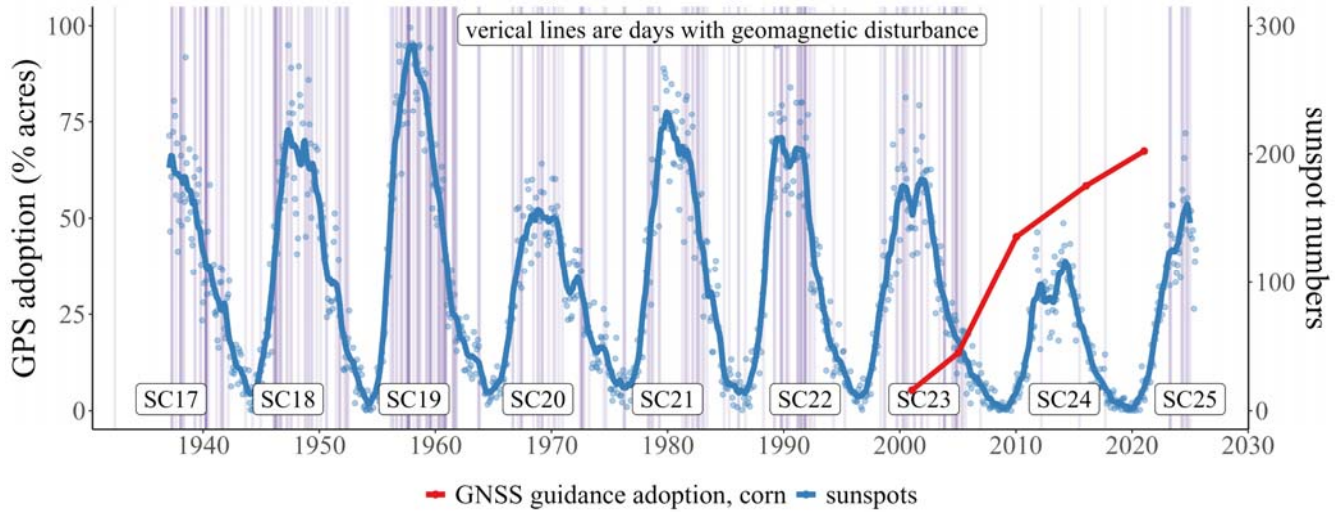 verical lines are days with geomagnetic disturbance
GPS adoption (% acres)
100
75
50
25
0
300
200
100
0
sunspot numbers
SC17 SC18 SC19 SC20 SC21 SC22 SC23 SC24 SC25
1940 1950 1960 1970 1980 1990 2000 2010 2020 2030
GNSS guidance adoption, corn sunspots